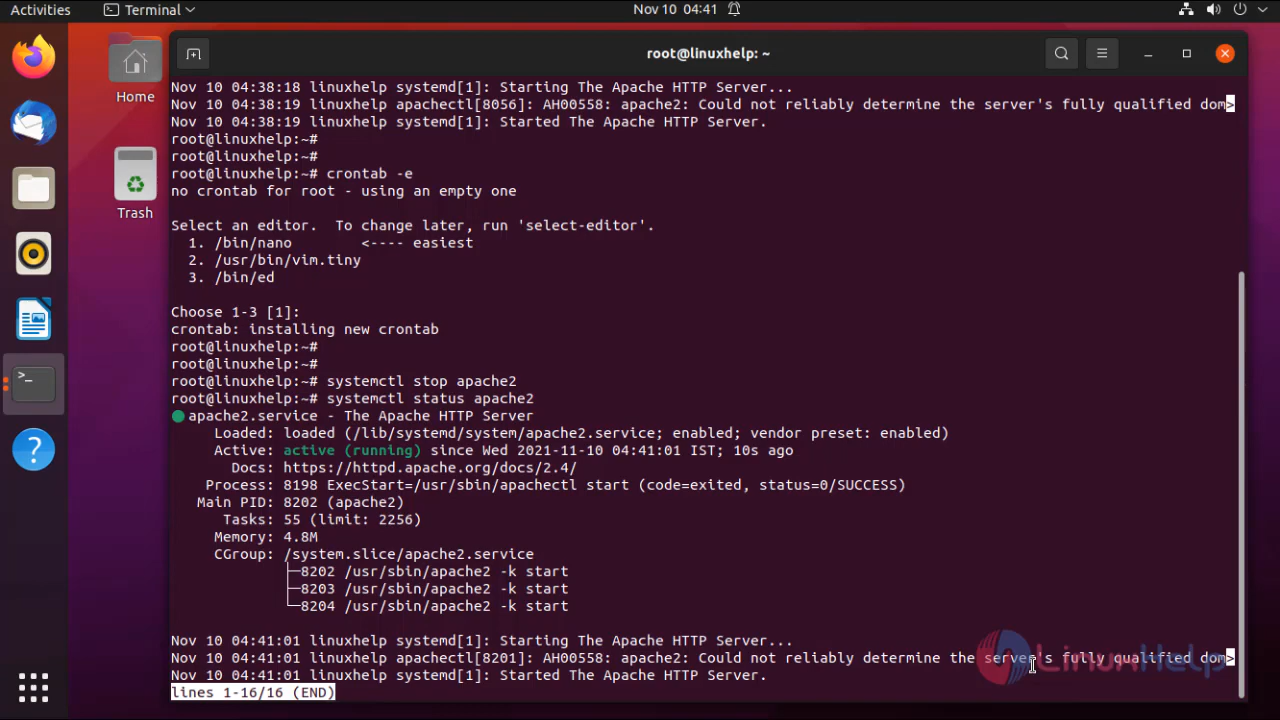 Activities
Terminal
Nov 10 04:41
root@linuxhelp: ~
Home
Trash
Nov 10 04:38:18 linuxhelp systemd[1]: Starting The Apache HTTP Server...
Nov 10 04:38:19 linuxhelp apachectl[8056]: AH00558: apache2: Could not reliably determine the server's fully qualified dom>
Nov 10 04:38:19 linuxhelp systemd[1]: Started The Apache HTTP Server.
root@linuxhelp:~#
root@linuxhelp:~#
root@linuxhelp:~# crontab -e
no crontab for root - using an empty one
Select an editor.  To change later, run 'select-editor'.
  1. /bin/nano        <---- easiest
  2. /usr/bin/vim.tiny
  3. /bin/ed
Choose 1-3 [1]:
crontab: installing new crontab
root@linuxhelp:~#
root@linuxhelp:~#
root@linuxhelp:~# systemctl stop apache2
root@linuxhelp:~# systemctl status apache2
● apache2.service - The Apache HTTP Server
     Loaded: loaded (/lib/systemd/system/apache2.service; enabled; vendor preset: enabled)
     Active: active (running) since Wed 2021-11-10 04:41:01 IST; 10s ago
       Docs: https://httpd.apache.org/docs/2.4/
    Process: 8198 ExecStart=/usr/sbin/apachectl start (code=exited, status=0/SUCCESS)
   Main PID: 8202 (apache2)
      Tasks: 55 (limit: 2256)
     Memory: 4.8M
     CGroup: /system.slice/apache2.service
             ├─8202 /usr/sbin/apache2 -k start
             ├─8203 /usr/sbin/apache2 -k start
             └─8204 /usr/sbin/apache2 -k start
Nov 10 04:41:01 linuxhelp systemd[1]: Starting The Apache HTTP Server...
Nov 10 04:41:01 linuxhelp apachectl[8201]: AH00558: apache2: Could not reliably determine the server's fully qualified dom>
Nov 10 04:41:01 linuxhelp systemd[1]: Started The Apache HTTP Server.
lines 1-16/16 (END)
LinuxHelp